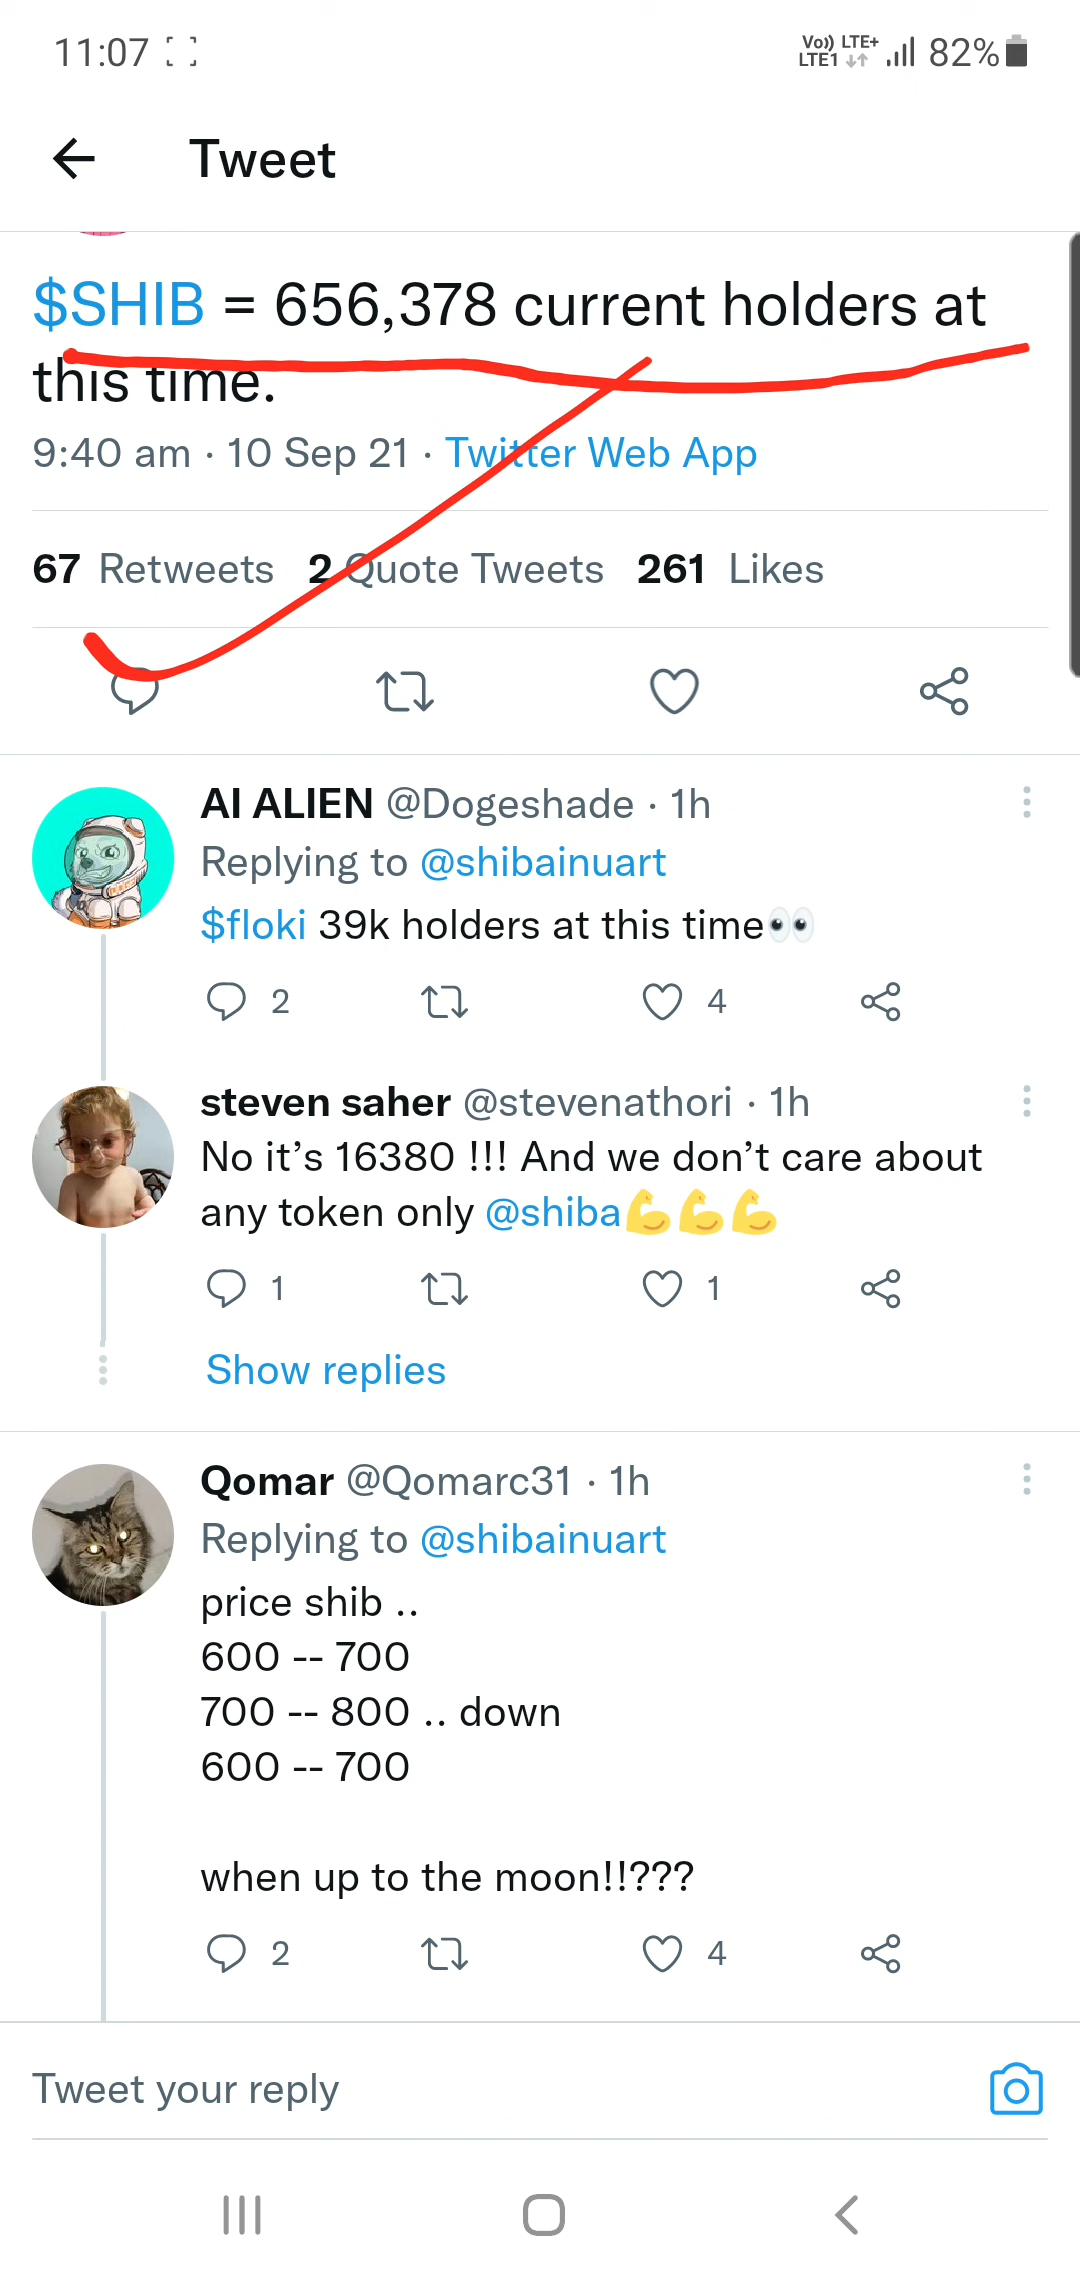 11:07 Vo)) LTE+ LTE1 82%
Tweet
$SHIB = 656,378 current holders at
this time.
9:40 am · 10 Sep 21 · Twitter Web App
67 Retweets 2 Quote Tweets 261 Likes
AI ALIEN @Dogeshade · 1h
Replying to @shibainuart
$floki 39k holders at this time👀
2 4
steven saher @stevenathori · 1h
No it’s 16380 !!! And we don’t care about
any token only @shiba💪💪💪
1 1
Show replies
Qomar @Qomarc31 · 1h
Replying to @shibainuart
price shib ..
600 -- 700
700 -- 800 .. down
600 -- 700
when up to the moon!!???
2 4
Tweet your reply